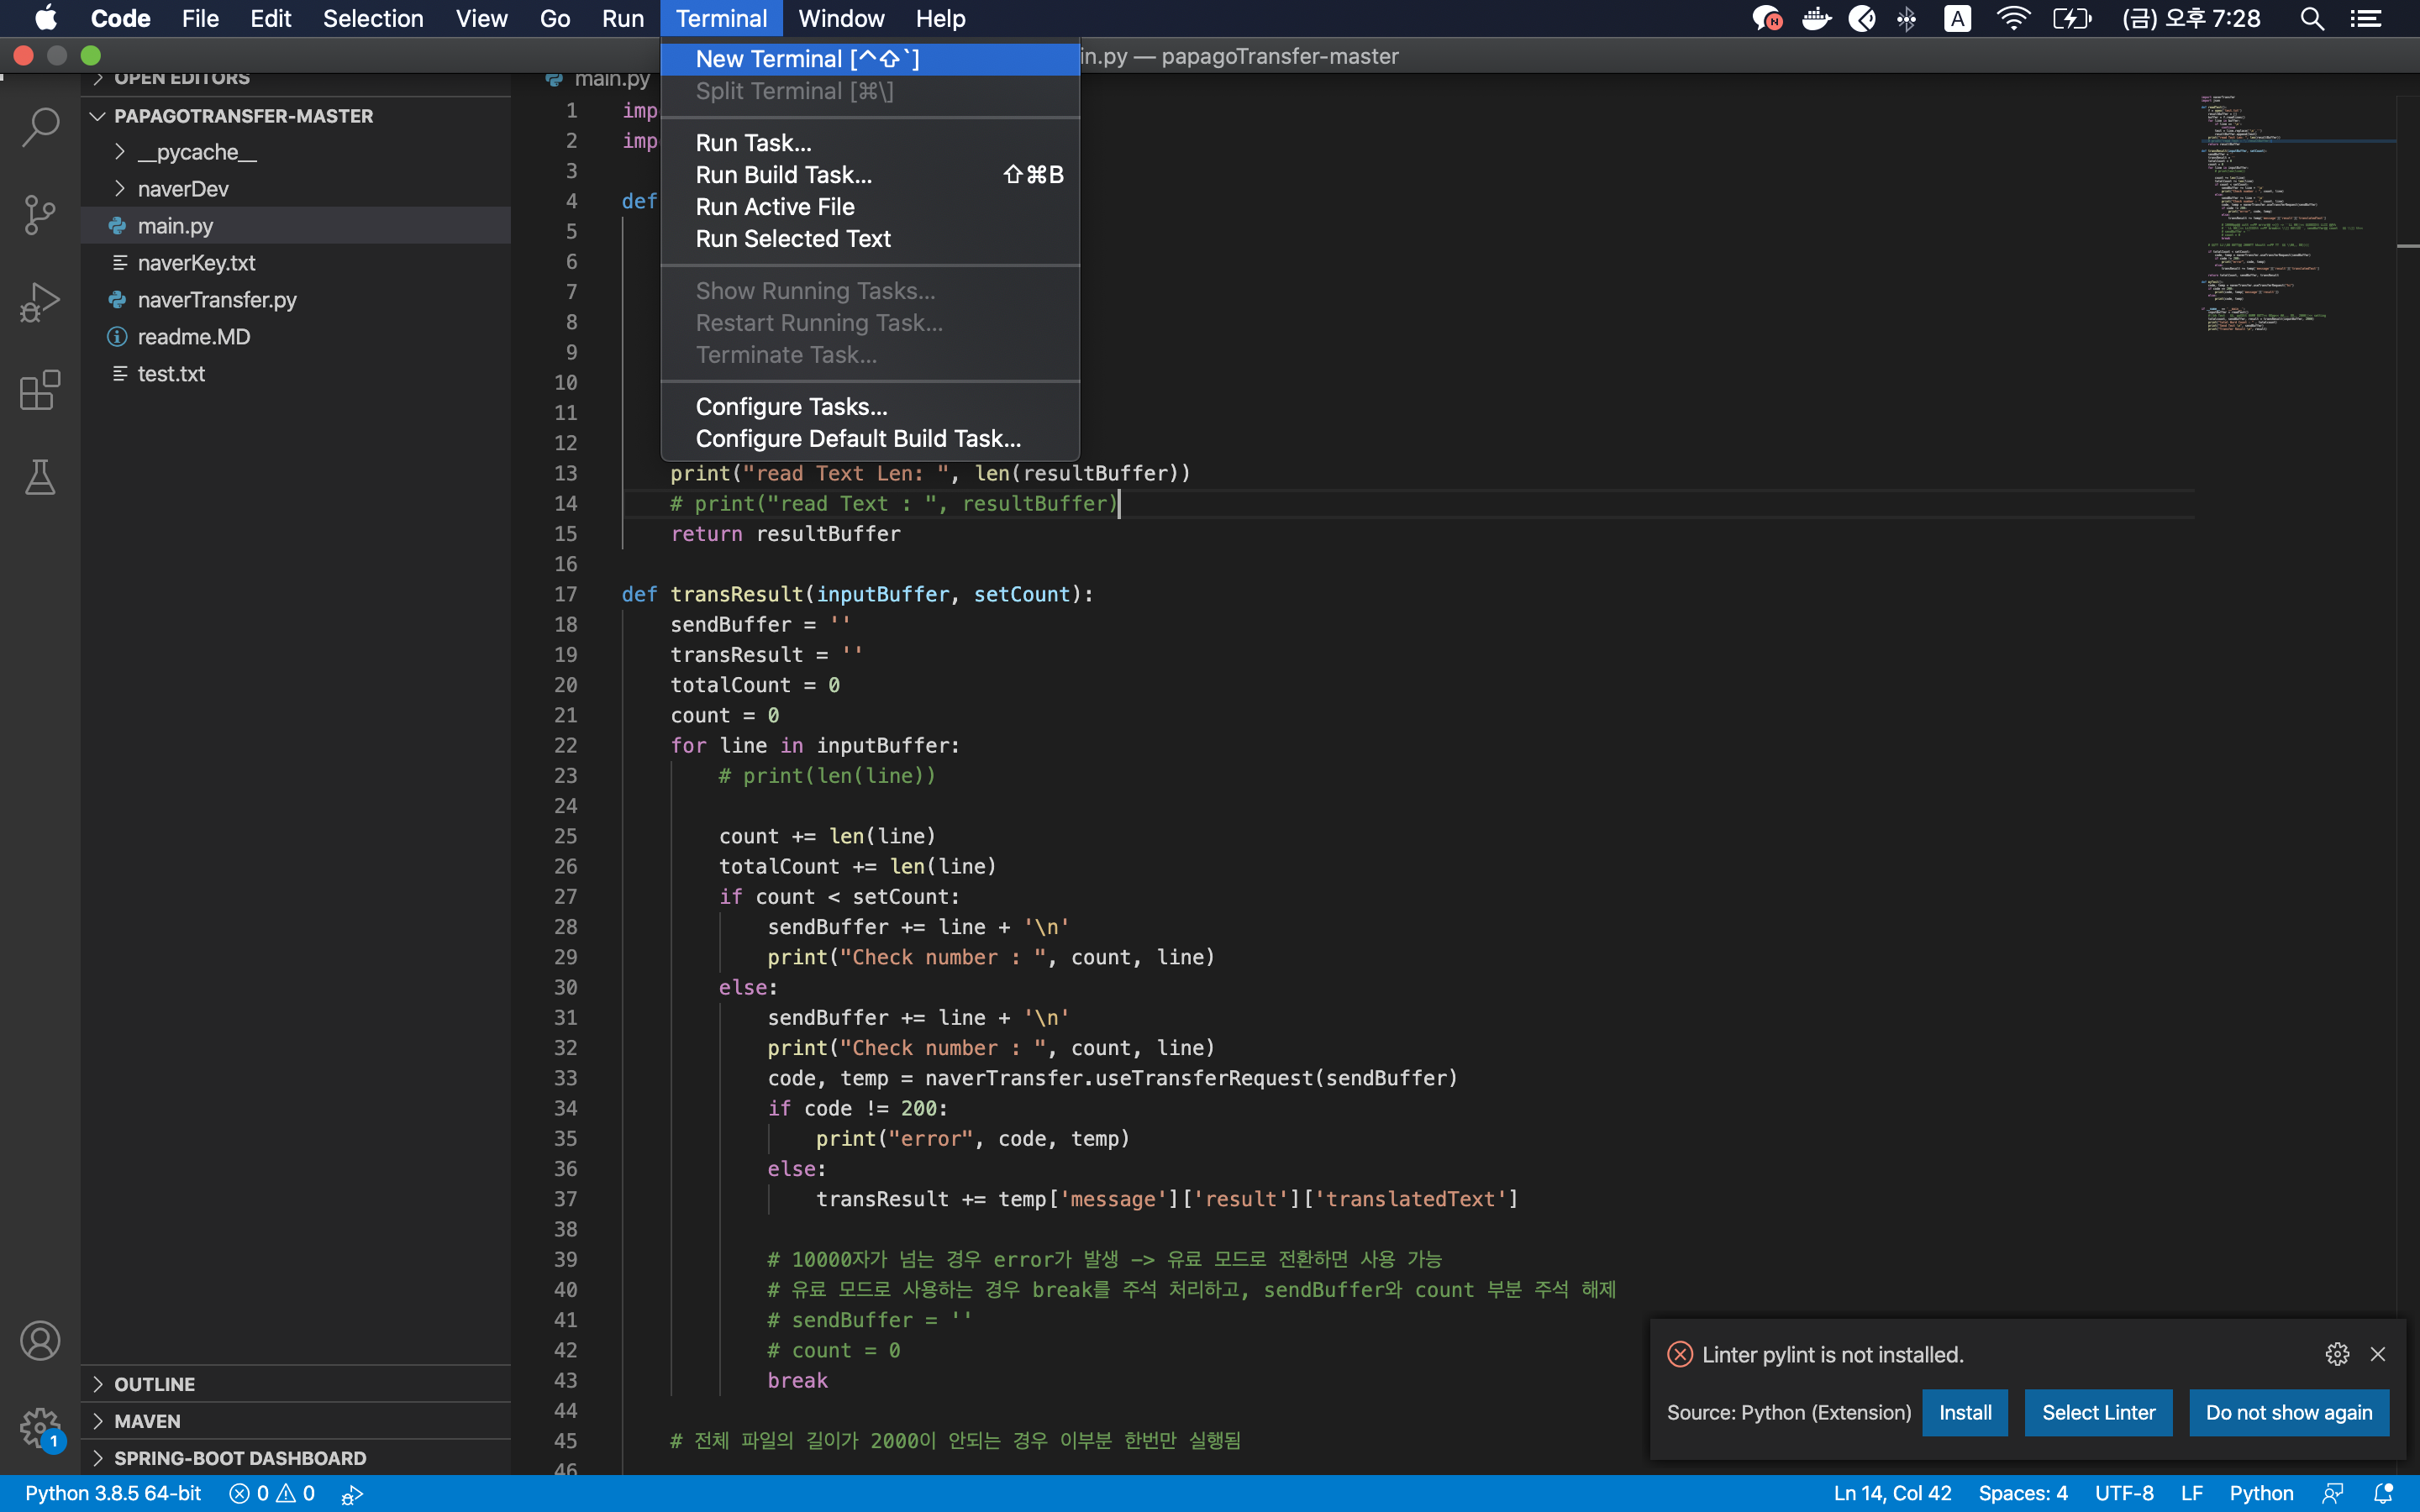 Code File Edit Selection View Go Run Terminal Window Help
A (금) 오후 7:28
in.py — papagoTransfer-master
New Terminal [^⇧`]
Split Terminal [⌘\]
Run Task...
Run Build Task... ⇧⌘B
Run Active File
Run Selected Text
Show Running Tasks...
Restart Running Task...
Terminate Task...
Configure Tasks...
Configure Default Build Task...
OPEN EDITORS
PAPAGOTRANSFER-MASTER
__pycache__
naverDev
main.py
naverKey.txt
naverTransfer.py
readme.MD
test.txt
OUTLINE
MAVEN
SPRING-BOOT DASHBOARD
1
main.py
1 imp
2 imp
3
4 def
5
6
7
8
9
10
11
12
13 print("read Text Len: ", len(resultBuffer))
14 # print("read Text : ", resultBuffer)
15 return resultBuffer
16
17 def transResult(inputBuffer, setCount):
18 sendBuffer = ''
19 transResult = ''
20 totalCount = 0
21 count = 0
22 for line in inputBuffer:
23 # print(len(line))
24
25 count += len(line)
26 totalCount += len(line)
27 if count < setCount:
28 sendBuffer += line + '\n'
29 print("Check number : ", count, line)
30 else:
31 sendBuffer += line + '\n'
32 print("Check number : ", count, line)
33 code, temp = naverTransfer.useTransferRequest(sendBuffer)
34 if code != 200:
35 print("error", code, temp)
36 else:
37 transResult += temp['message']['result']['translatedText']
38
39 # 10000자가 넘는 경우 error가 발생 -> 유료 모드로 전환하면 사용 가능
40 # 유료 모드로 사용하는 경우 break를 주석 처리하고, sendBuffer와 count 부분 주석 해제
41 # sendBuffer = ''
42 # count = 0
43 break
44
45 # 전체 파일의 길이가 2000이 안되는 경우 이부분 한번만 실행됨
46
Linter pylint is not installed.
Source: Python (Extension) Install Select Linter Do not show again
Python 3.8.5 64-bit 0 0 Ln 14, Col 42 Spaces: 4 UTF-8 LF Python